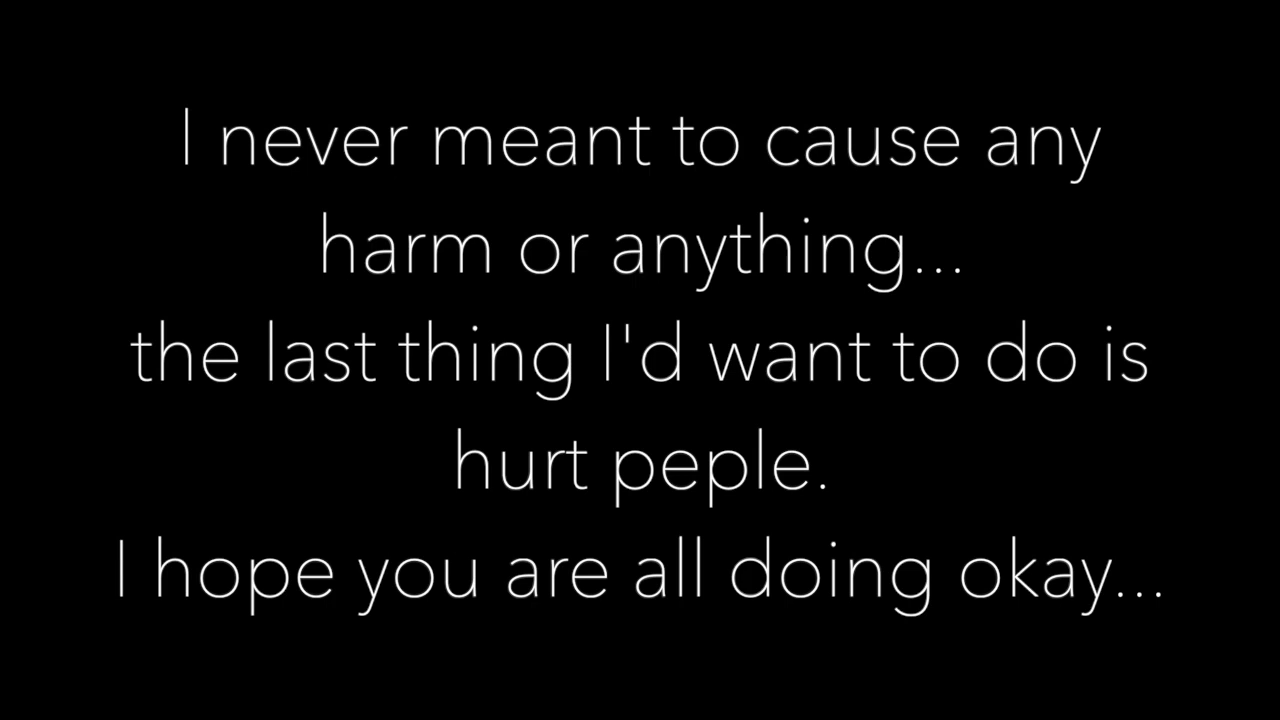 I never meant to cause any
harm or anything...
the last thing I'd want to do is
hurt peple.
I hope you are all doing okay...